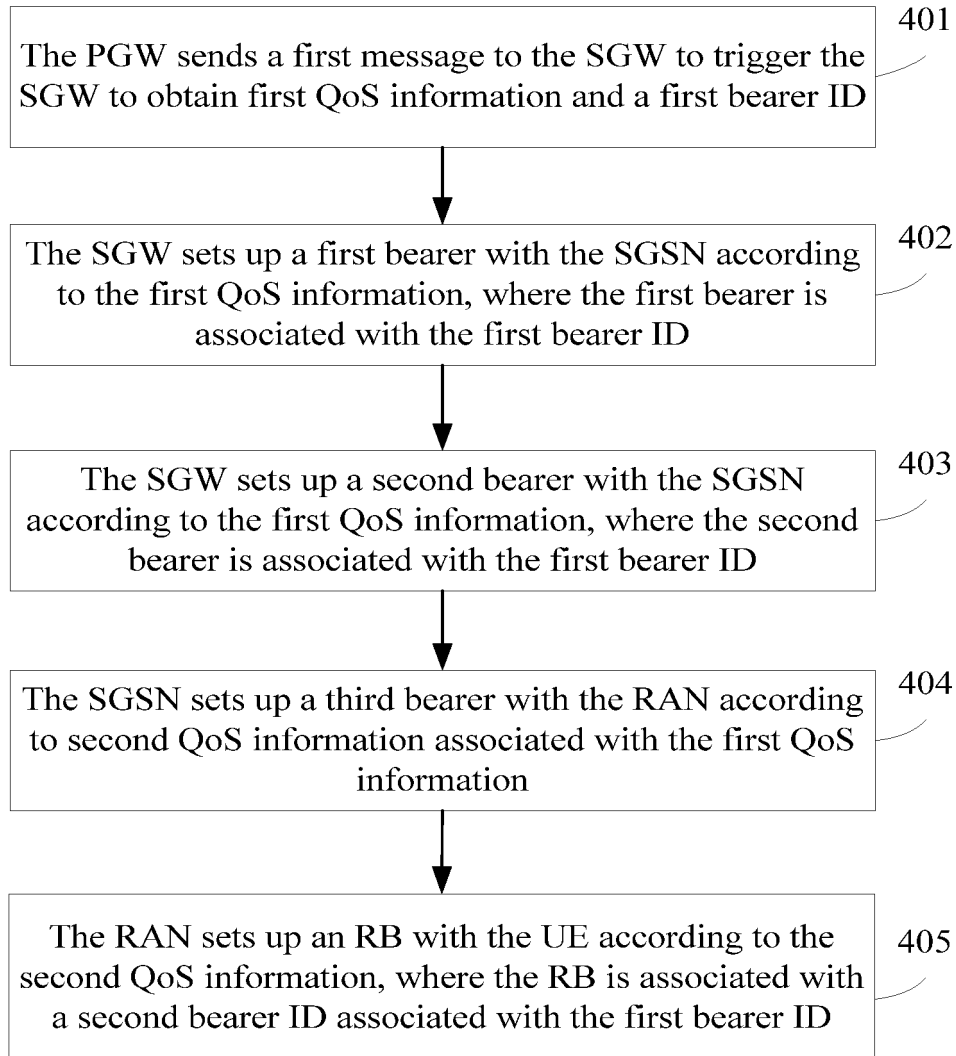 The PGW sends a first message to the SGW to trigger the
SGW to obtain first QoS information and a first bearer ID
401
The SGW sets up a first bearer with the SGSN according
to the first QoS information, where the first bearer is
associated with the first bearer ID
402
The SGW sets up a second bearer with the SGSN
according to the first QoS information, where the second
bearer is associated with the first bearer ID
403
The SGSN sets up a third bearer with the RAN according
to second QoS information associated with the first QoS
information
404
The RAN sets up an RB with the UE according to the
second QoS information, where the RB is associated with
a second bearer ID associated with the first bearer ID
405